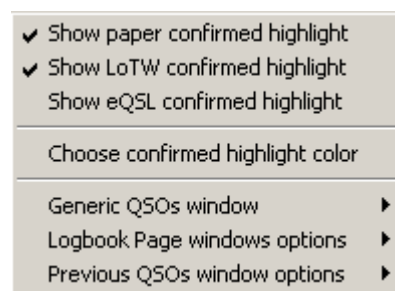 Show paper confirmed highlight
Show LoTW confirmed highlight
Show eQSL confirmed highlight
Choose confirmed highlight color
Generic QSOs window
Logbook Page windows options
Previous QSOs window options